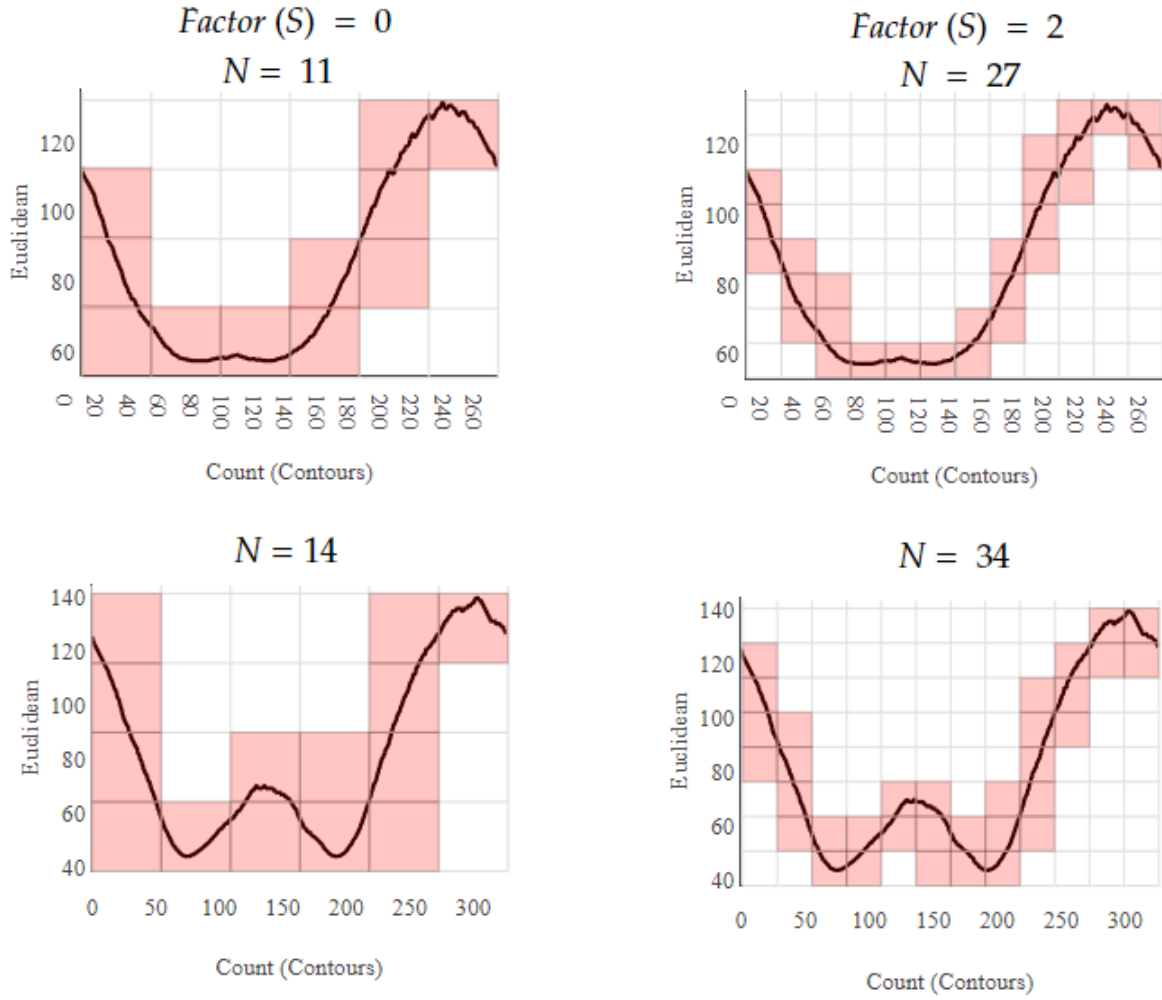 Factor (S) = 0
N = 11
120
100
80
60
Euclidean
0 20 40 60 80 100 120 140 160 180 200 220 240 260
Count (Contours)
Factor (S) = 2
N = 27
120
100
80
60
Euclidean
0 20 40 60 80 100 120 140 160 180 200 220 240 260
Count (Contours)
N = 14
140
120
100
80
60
40
Euclidean
0 50 100 150 200 250 300
Count (Contours)
N = 34
140
120
100
80
60
40
Euclidean
0 50 100 150 200 250 300
Count (Contours)